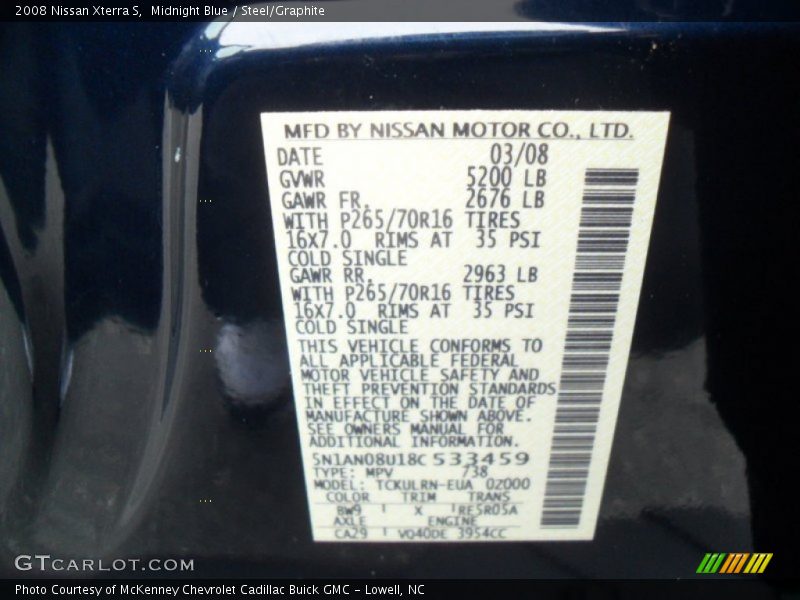 2008 Nissan Xterra S, Midnight Blue / Steel/Graphite
MFD BY NISSAN MOTOR CO., LTD.
DATE 03/08
GVWR 5200 LB
GAWR FR. 2676 LB
WITH P265/70R16 TIRES
16X7.0 RIMS AT 35 PSI
COLD SINGLE
GAWR RR. 2963 LB
WITH P265/70R16 TIRES
16X7.0 RIMS AT 35 PSI
COLD SINGLE
THIS VEHICLE CONFORMS TO
ALL APPLICABLE FEDERAL
MOTOR VEHICLE SAFETY AND
THEFT PREVENTION STANDARDS
IN EFFECT ON THE DATE OF
MANUFACTURE SHOWN ABOVE.
SEE OWNERS MANUAL FOR
ADDITIONAL INFORMATION.
5N1AN08U18C533459
TYPE: MPV 738
MODEL: TCKULRN-EUA 02000
COLOR TRIM TRANS
BW9 X RE5R05A
AXLE ENGINE
CA29 VQ40DE 3954CC
GTCARLOT.COM
Photo Courtesy of McKenney Chevrolet Cadillac Buick GMC - Lowell, NC